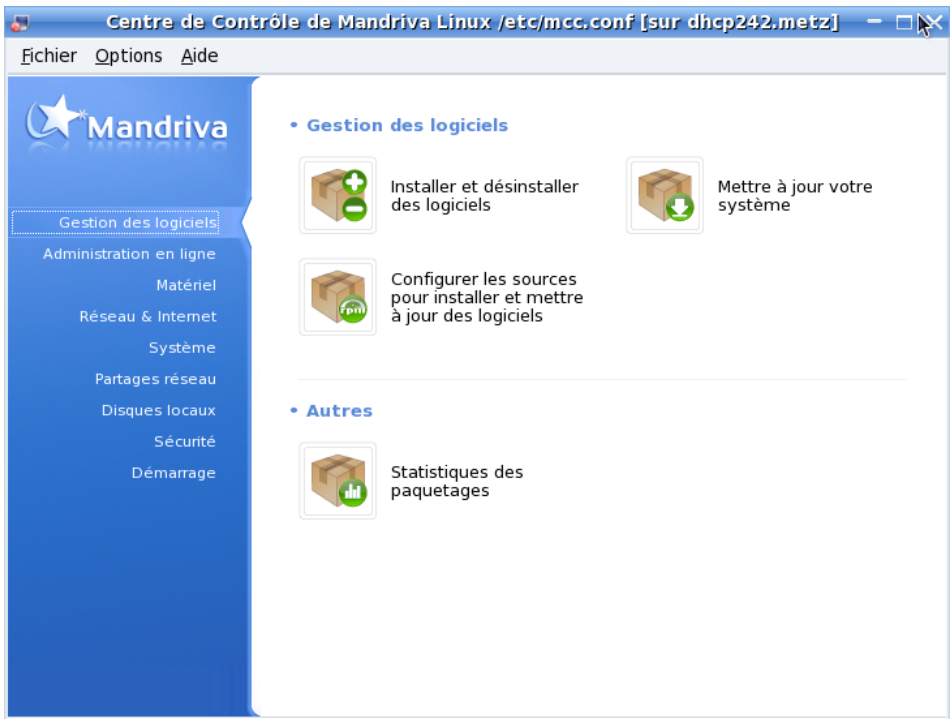 Centre de Contrôle de Mandriva Linux /etc/mcc.conf [sur dhcp242.metz]
Fichier Options Aide
Mandriva
Gestion des logiciels
Administration en ligne
Matériel
Réseau & Internet
Système
Partages réseau
Disques locaux
Sécurité
Démarrage
• Gestion des logiciels
Installer et désinstaller
des logiciels
Mettre à jour votre
système
Configurer les sources
pour installer et mettre
à jour des logiciels
rpm
• Autres
Statistiques des
paquetages